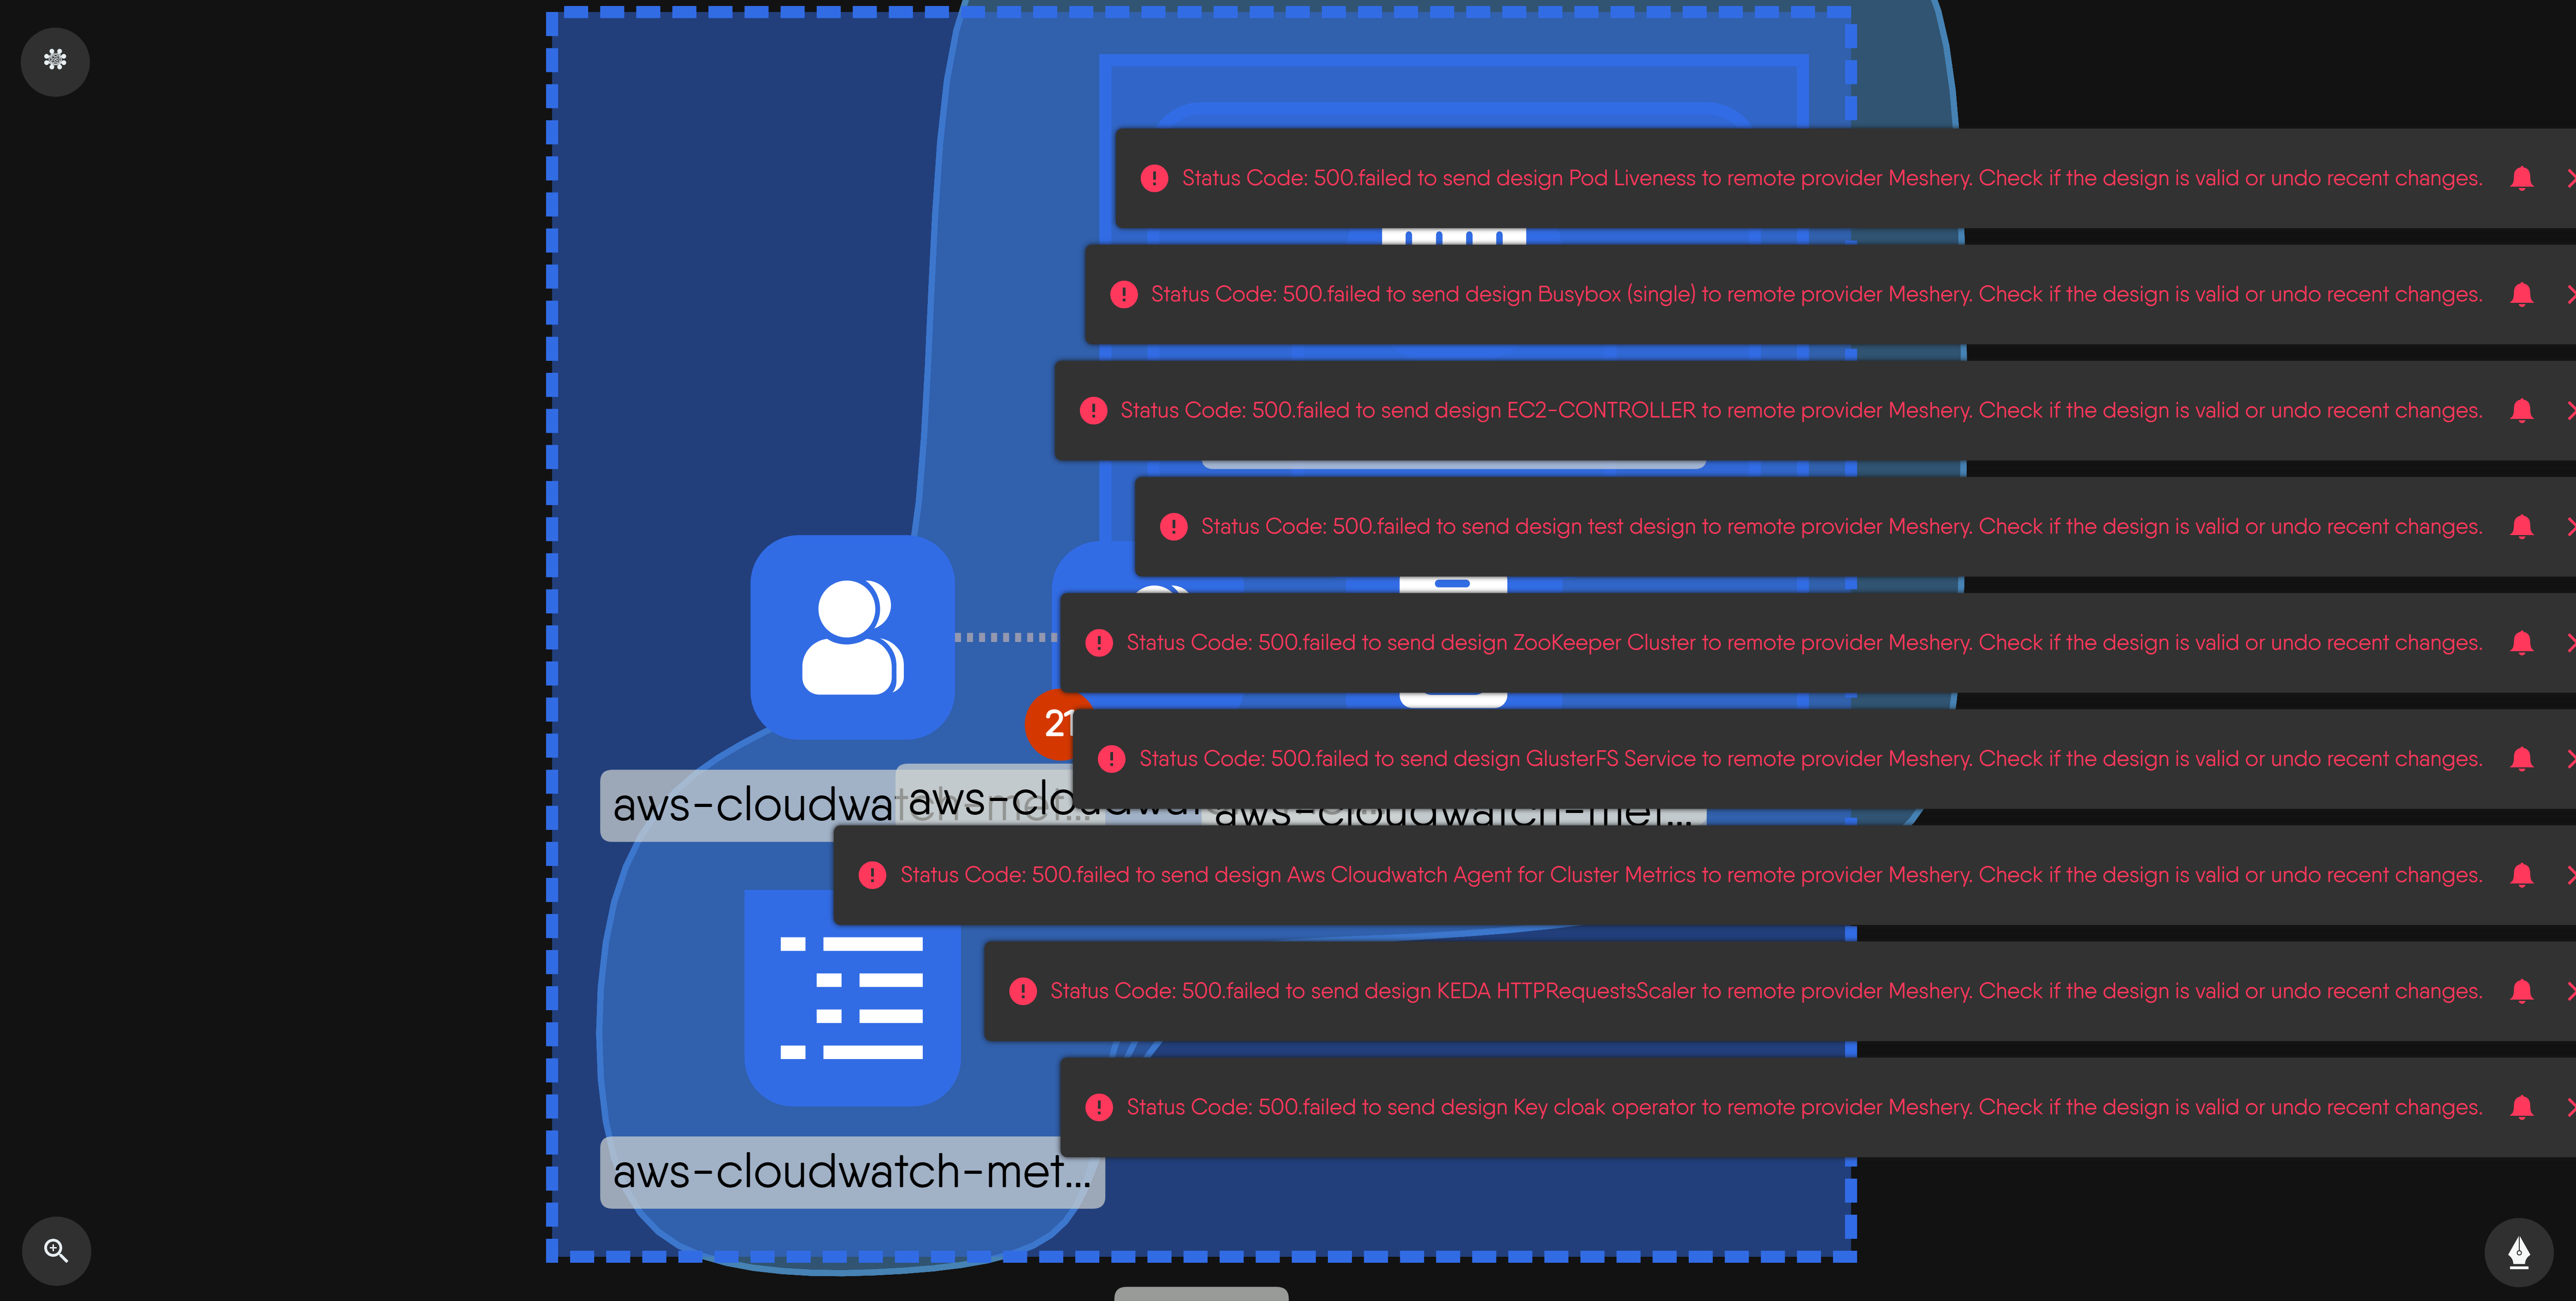 Status Code: 500.failed to send design Pod Liveness to remote provider Meshery. Check if the design is valid or undo recent changes.
Status Code: 500.failed to send design Busybox (single) to remote provider Meshery. Check if the design is valid or undo recent changes.
Status Code: 500.failed to send design EC2-CONTROLLER to remote provider Meshery. Check if the design is valid or undo recent changes.
Status Code: 500.failed to send design test design to remote provider Meshery. Check if the design is valid or undo recent changes.
Status Code: 500.failed to send design ZooKeeper Cluster to remote provider Meshery. Check if the design is valid or undo recent changes.
21
Status Code: 500.failed to send design GlusterFS Service to remote provider Meshery. Check if the design is valid or undo recent changes.
aws-cloudwatch-met...
aws-cloudwa
aws-cloudwatch-met...
Status Code: 500.failed to send design Aws Cloudwatch Agent for Cluster Metrics to remote provider Meshery. Check if the design is valid or undo recent changes.
Status Code: 500.failed to send design KEDA HTTPRequestsScaler to remote provider Meshery. Check if the design is valid or undo recent changes.
Status Code: 500.failed to send design Key cloak operator to remote provider Meshery. Check if the design is valid or undo recent changes.
aws-cloudwatch-met...